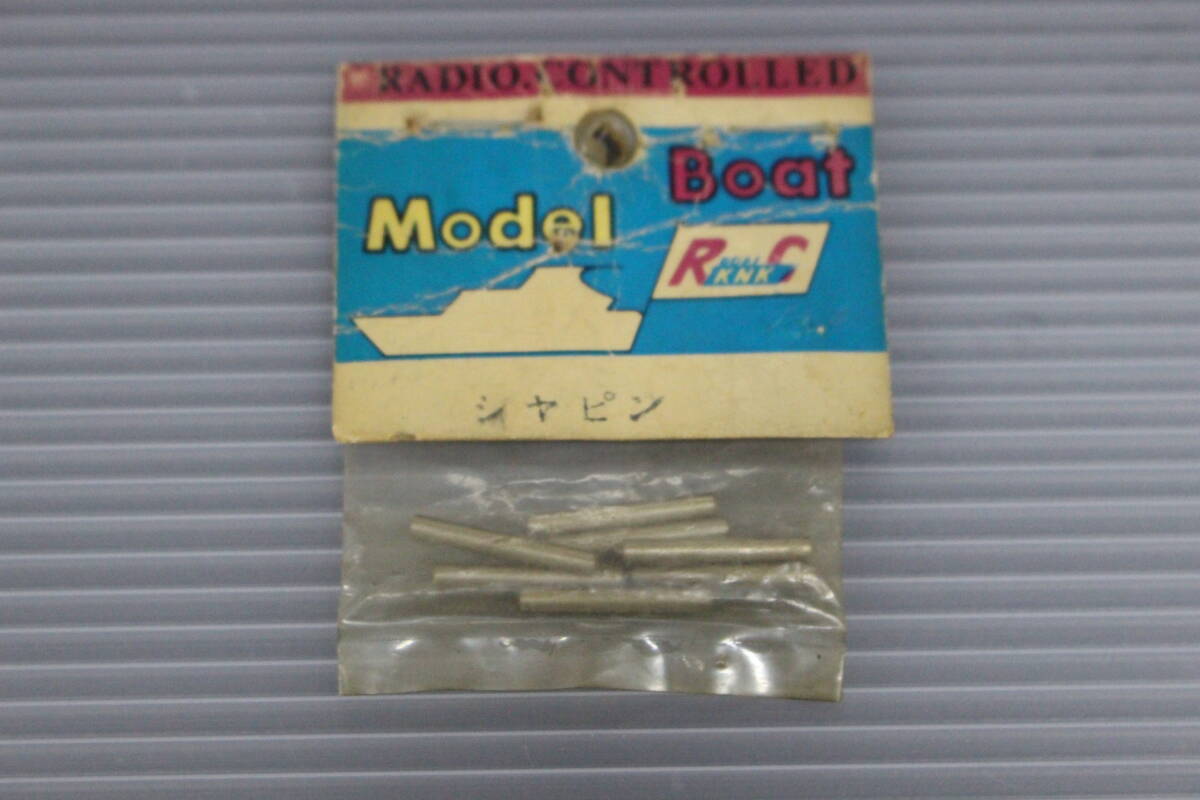 RADIO.CONTROLLED
Model Boat
R C
KNK
シヤピン